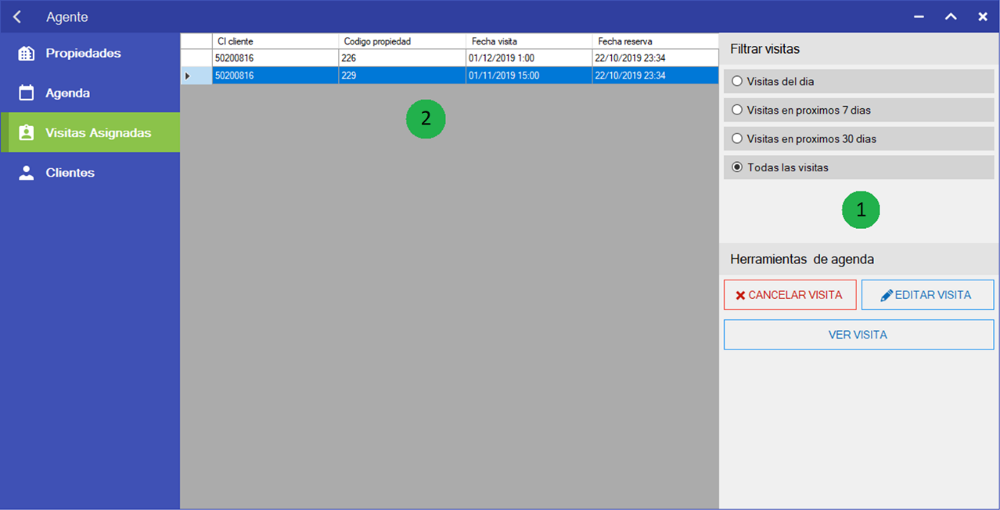 Agente
Propiedades
Agenda
Visitas Asignadas
Clientes
CI cliente Codigo propiedad Fecha visita Fecha reserva
50200816 226 01/12/2019 1:00 22/10/2019 23:34
50200816 229 01/11/2019 15:00 22/10/2019 23:34
2
Filtrar visitas
Visitas del dia
Visitas en proximos 7 dias
Visitas en proximos 30 dias
Todas las visitas
1
Herramientas de agenda
CANCELAR VISITA EDITAR VISITA
VER VISITA